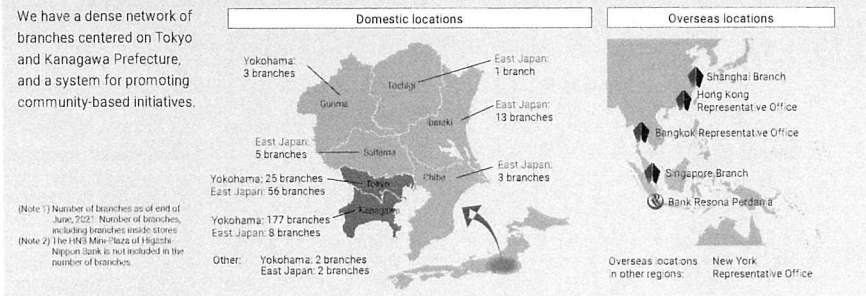 We have a dense network of
branches centered on Tokyo
and Kanagawa Prefecture,
and a system for promoting
community-based initiatives.
(Note 1) Number of branches as of end of
June, 2021. Number of branches,
including branches inside stores
(Note 2) The HNB Mini-Plaza of Higashi-
Nippon Bank is not included in the
number of branches.
Domestic locations
Yokohama:
3 branches
East Japan:
1 branch
Tochigi
Gunma
East Japan:
13 branches
Ibaraki
East Japan:
5 branches
Saitama
East Japan:
3 branches
Chiba
Yokohama: 25 branches
East Japan: 56 branches
Tokyo
Yokohama: 177 branches
East Japan: 8 branches
Kanagawa
Other: Yokohama: 2 branches
East Japan: 2 branches
Overseas locations
Shanghai Branch
Hong Kong
Representative Office
Bangkok Representative Office
Singapore Branch
Bank Resona Perdania
Overseas locations New York
in other regions: Representative Office